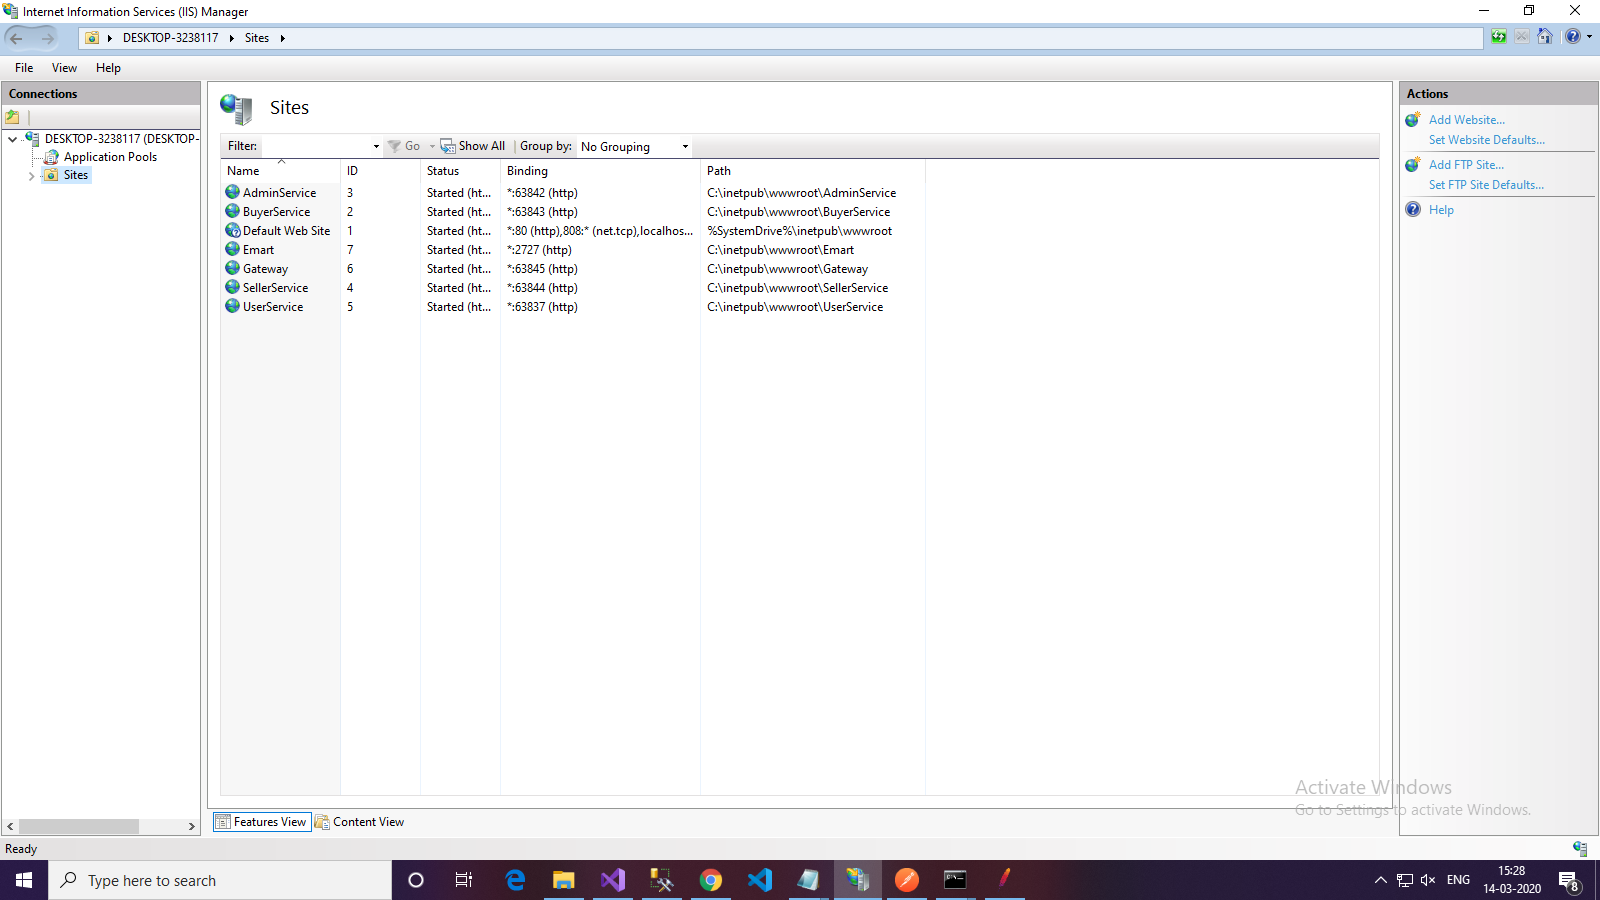 Internet Information Services (IIS) Manager
DESKTOP-3238117 Sites
File View Help
Connections
DESKTOP-3238117 (DESKTOP-
Application Pools
Sites
Sites
Filter: Go Show All Group by: No Grouping
Name ID Status Binding Path
AdminService 3 Started (ht... *:63842 (http) C:\inetpub\wwwroot\AdminService
BuyerService 2 Started (ht... *:63843 (http) C:\inetpub\wwwroot\BuyerService
Default Web Site 1 Started (ht... *:80 (http),808:* (net.tcp),localhos... %SystemDrive%\inetpub\wwwroot
Emart 7 Started (ht... *:2727 (http) C:\inetpub\wwwroot\Emart
Gateway 6 Started (ht... *:63845 (http) C:\inetpub\wwwroot\Gateway
SellerService 4 Started (ht... *:63844 (http) C:\inetpub\wwwroot\SellerService
UserService 5 Started (ht... *:63837 (http) C:\inetpub\wwwroot\UserService
Actions
Add Website...
Set Website Defaults...
Add FTP Site...
Set FTP Site Defaults...
Help
Activate Windows
Go to Settings to activate Windows.
Features View Content View
Ready
Type here to search
ENG
15:28
14-03-2020
8